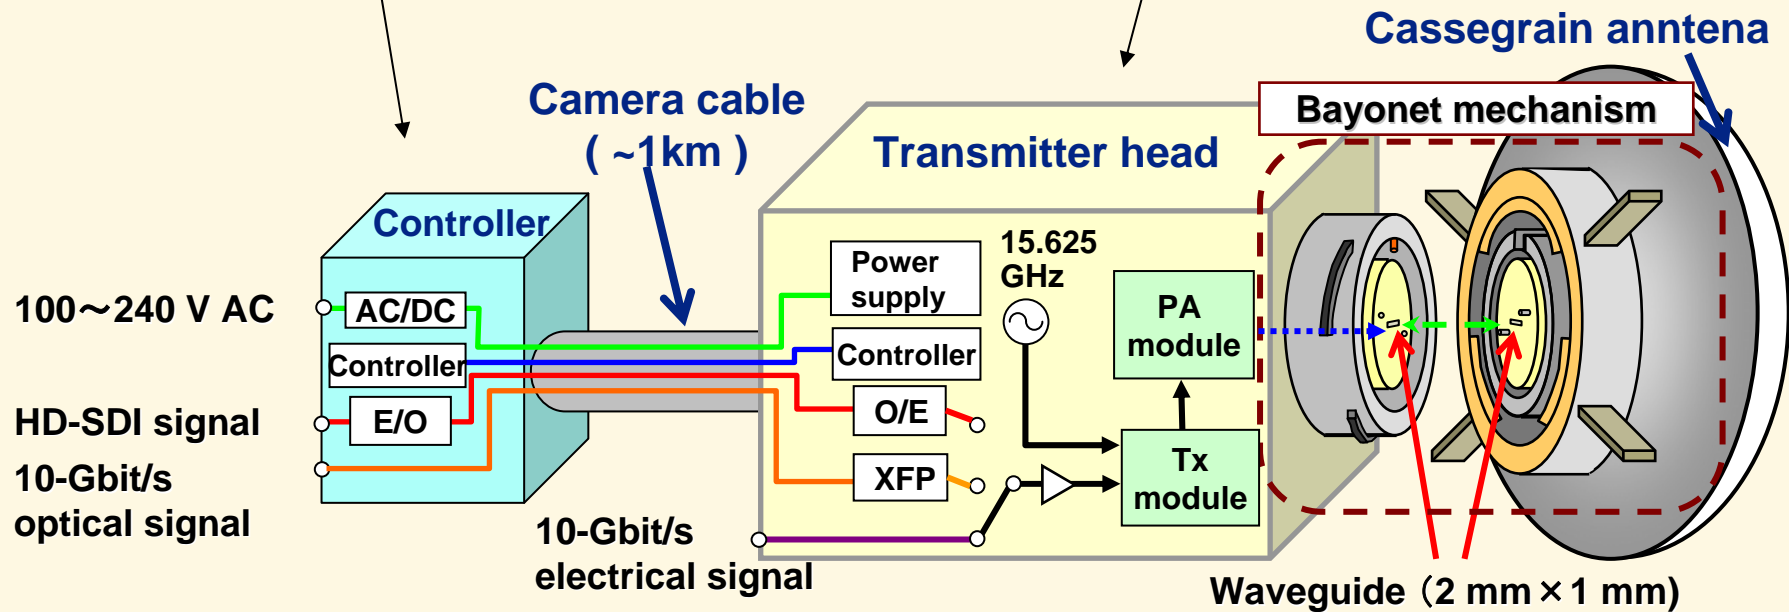 Cassegrain anntena
Camera cable
( ~1km )
Bayonet mechanism
Transmitter head
Controller
15.625
GHz
Power
supply
100～240 V AC
AC/DC
PA
module
Controller
Controller
HD-SDI signal
E/O
O/E
10-Gbit/s
optical signal
XFP
Tx
module
10-Gbit/s
electrical signal
Waveguide（2 mm×1 mm)